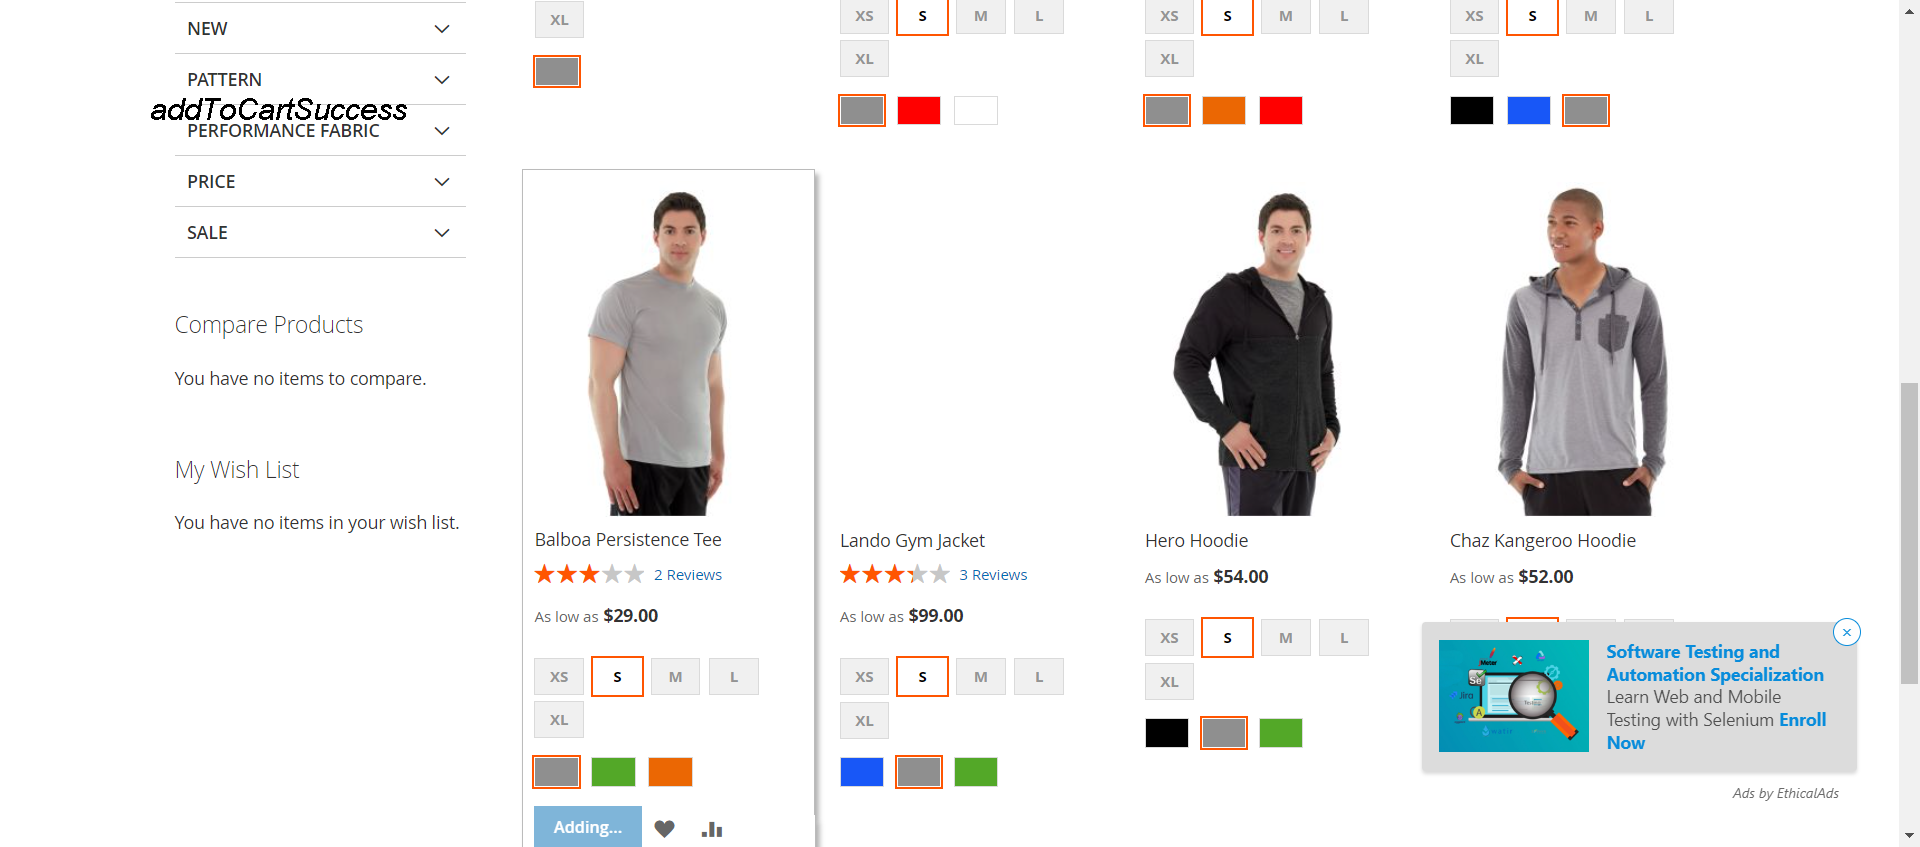 NEW
PATTERN
addToCartSuccess
PERFORMANCE FABRIC
PRICE
SALE
Compare Products
You have no items to compare.
My Wish List
You have no items in your wish list.
XL
XS S M L
XL
XS S M L
XL
XS S M L
XL
Balboa Persistence Tee
2 Reviews
As low as $29.00
XS S M L
XL
Adding...
Lando Gym Jacket
3 Reviews
As low as $99.00
XS S M L
XL
Hero Hoodie
As low as $54.00
XS S M L
XL
Chaz Kangeroo Hoodie
As low as $52.00
Software Testing and
Automation Specialization
Learn Web and Mobile
Testing with Selenium Enroll
Now
Ads by EthicalAds